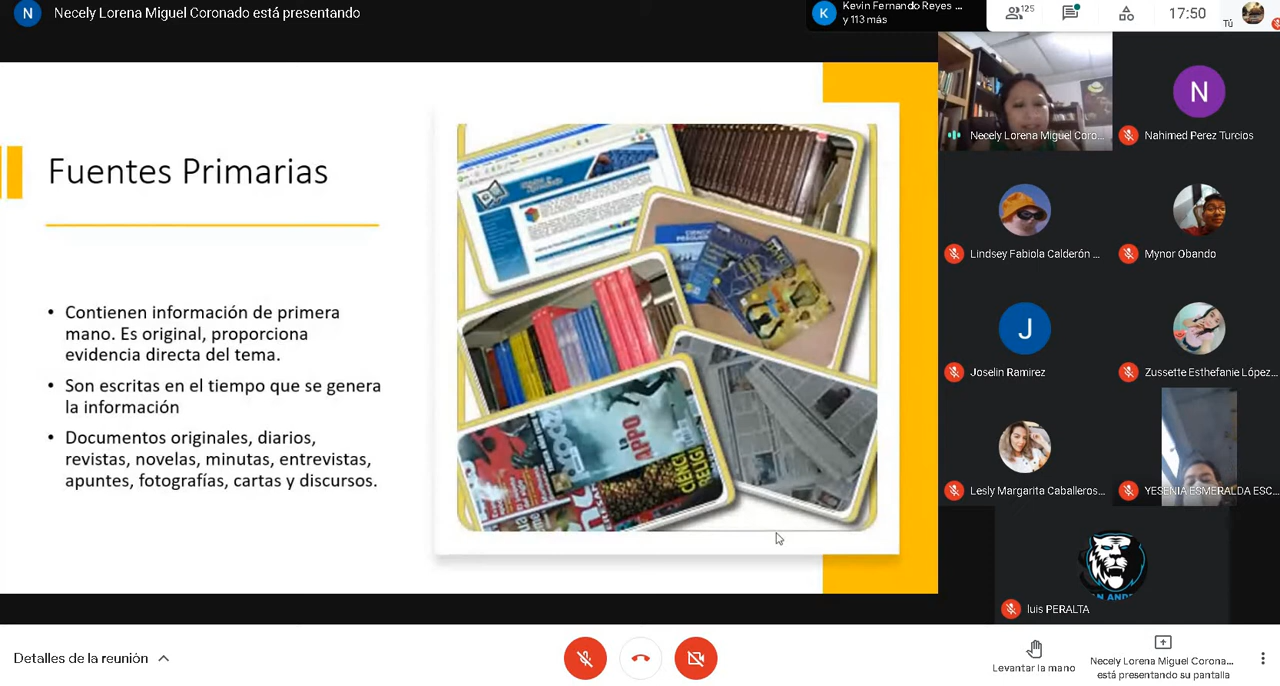 N
Necely Lorena Miguel Coronado está presentando
K
Kevin Fernando Reyes ...
y 113 más
125
17:50
Tú
Fuentes Primarias
• Contienen información de primera
mano. Es original, proporciona
evidencia directa del tema.
• Son escritas en el tiempo que se genera
la información
• Documentos originales, diarios,
revistas, novelas, minutas, entrevistas,
apuntes, fotografías, cartas y discursos.
LA
APPO
Necely Lorena Miguel Coro...
N
Nahimed Perez Turcios
Lindsey Fabiola Calderón ...
Mynor Obando
J
Joselin Ramirez
Zussette Esthefanie López...
Lesly Margarita Caballeros...
YESENIA ESMERALDA ESC...
luis PERALTA
Detalles de la reunión
Levantar la mano
Necely Lorena Miguel Corona...
está presentando su pantalla